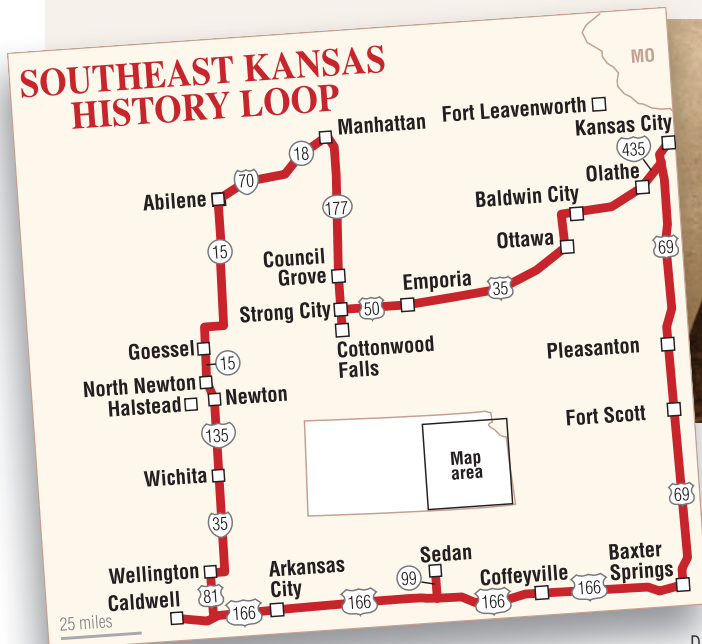 SOUTHEAST KANSAS
HISTORY LOOP
MO
Manhattan
Fort Leavenworth
Kansas City
18
435
70
Olathe
Abilene
Baldwin City
177
15
Ottawa
69
Council
Grove
Emporia
35
Strong City
50
Goessel
Cottonwood
Falls
Pleasanton
15
North Newton
Halstead
Newton
Fort Scott
135
Map
area
Wichita
69
35
Sedan
Baxter
Springs
Wellington
Arkansas
City
99
Coffeyville
166
Caldwell
81
166
166
166
25 miles
D